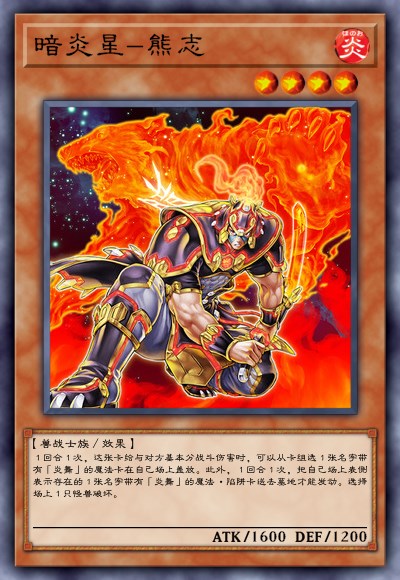 暗炎星-熊志
炎
ほのお
【兽战士族／效果】
１回合１次，这张卡给与对方基本分战斗伤害时，可以从卡组选１张名字带
有「炎舞」的魔法卡在自己场上盖放。此外，１回合１次，把自己场上表侧
表示存在的１张名字带有「炎舞」的魔法·陷阱卡送去墓地才能发动。选择
场上１只怪兽破坏。
ATK/1600 DEF/1200